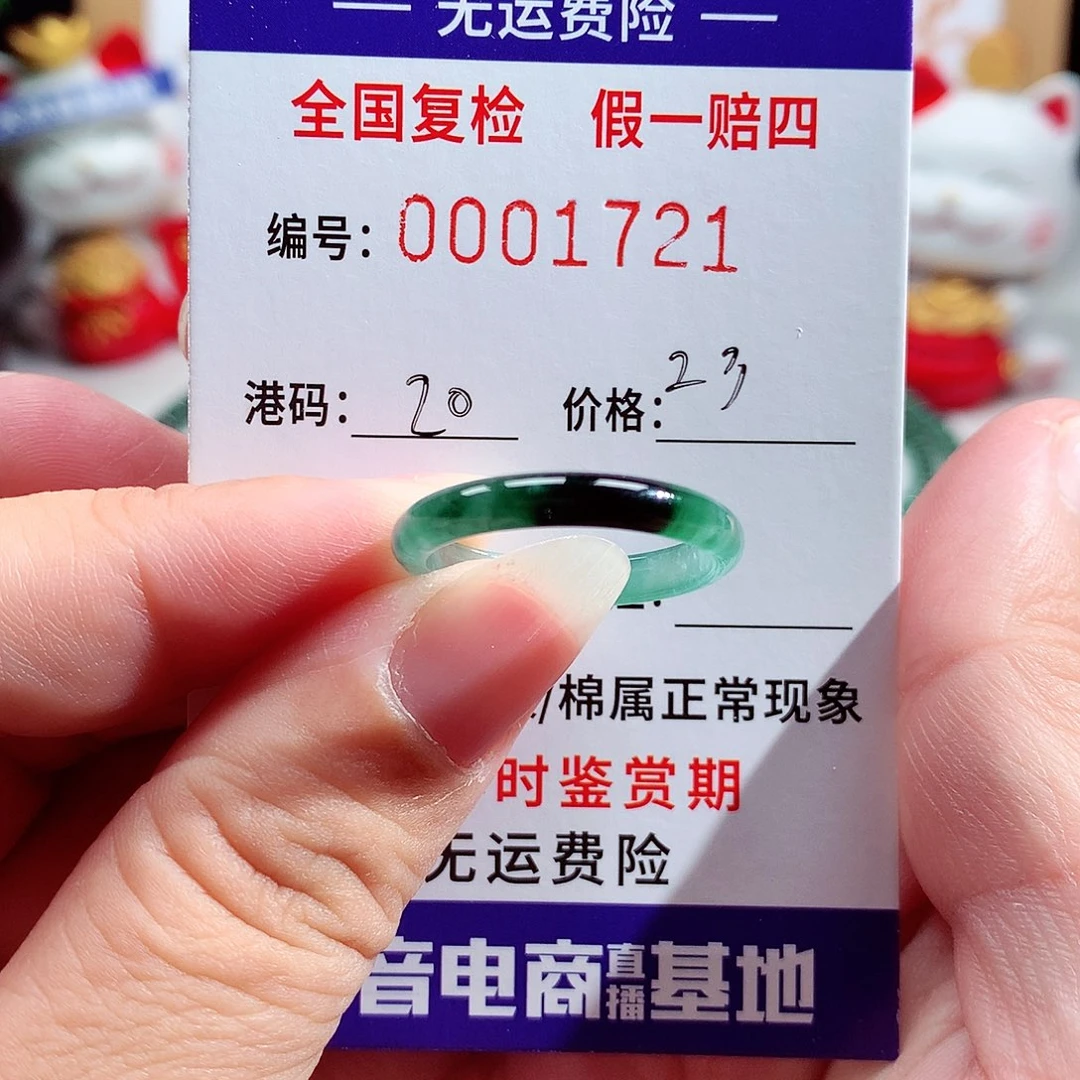 — 无运费险 —
全国复检 假一赔四
编号：0001721
港码：20 价格：23
/棉属正常现象
时鉴赏期
无运费险
音电商直播基地